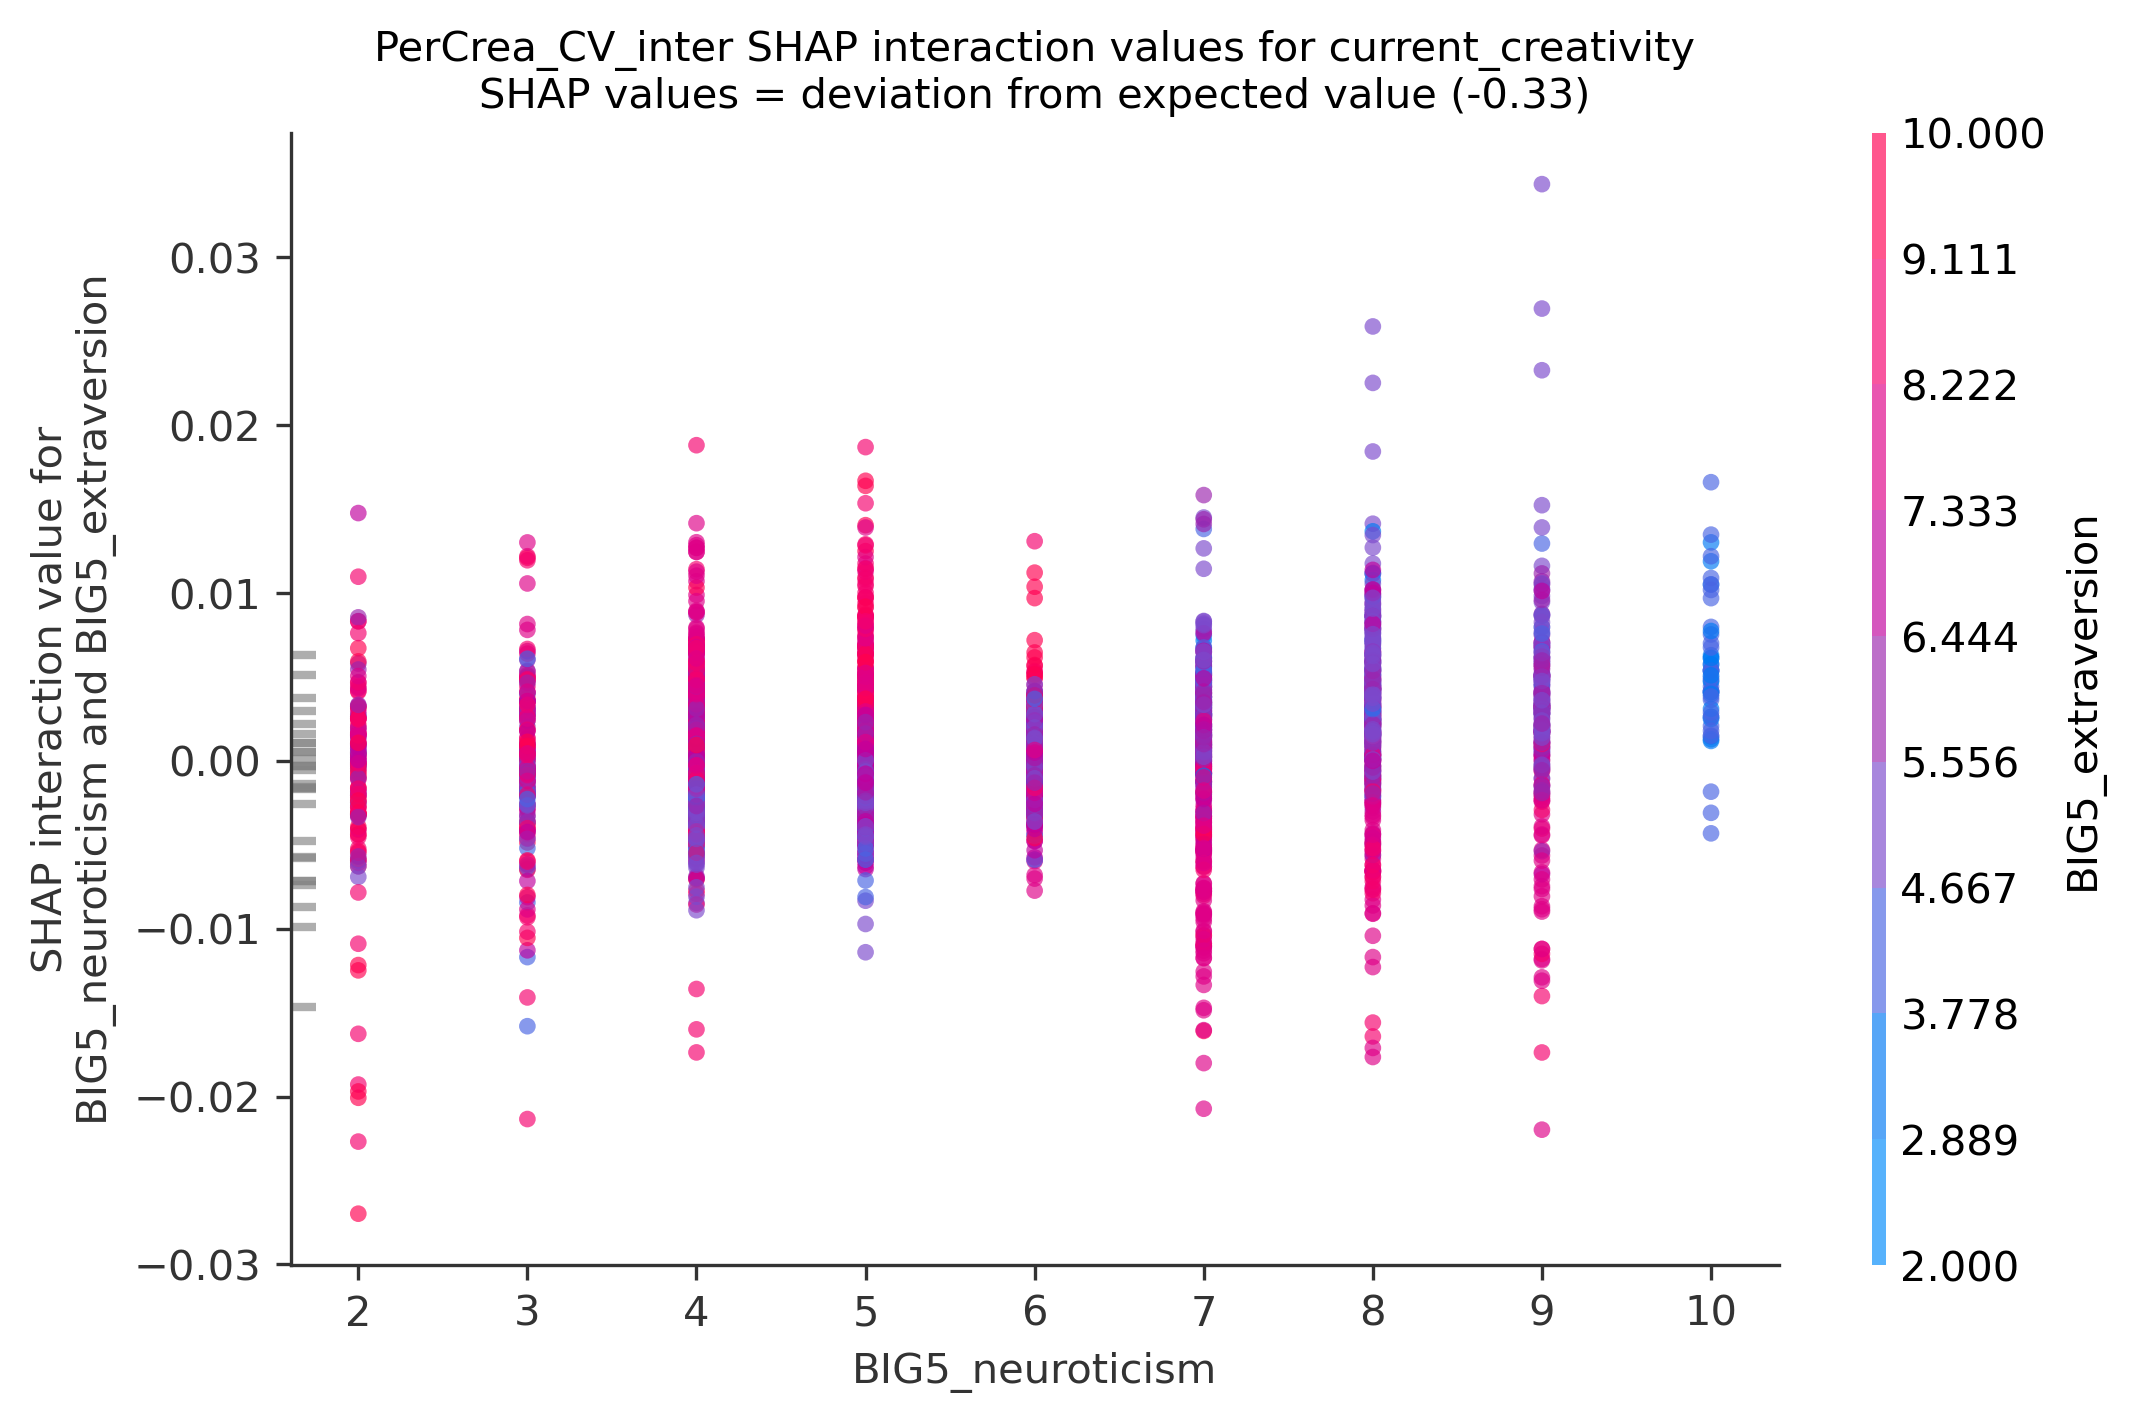 PerCrea_CV_inter SHAP interaction values for current_creativity
SHAP values = deviation from expected value (-0.33)
SHAP interaction value for
BIG5_neuroticism and BIG5_extraversion
0.03
0.02
0.01
0.00
−0.01
−0.02
−0.03
2 3 4 5 6 7 8 9 10
BIG5_neuroticism
10.000
9.111
8.222
7.333
6.444
5.556
4.667
3.778
2.889
2.000
BIG5_extraversion